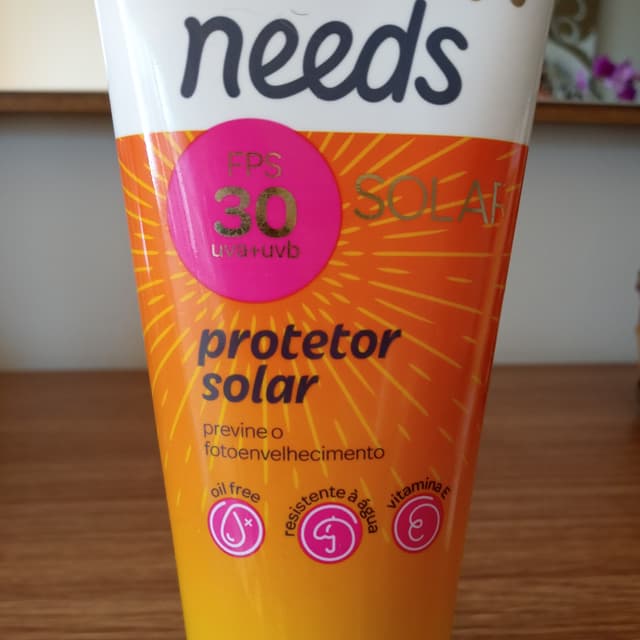 needs
FPS
30
uva+uvb
SOLAR
protetor
solar
previne o
fotoenvelhecimento
oil free
resistente à água
vitamina E